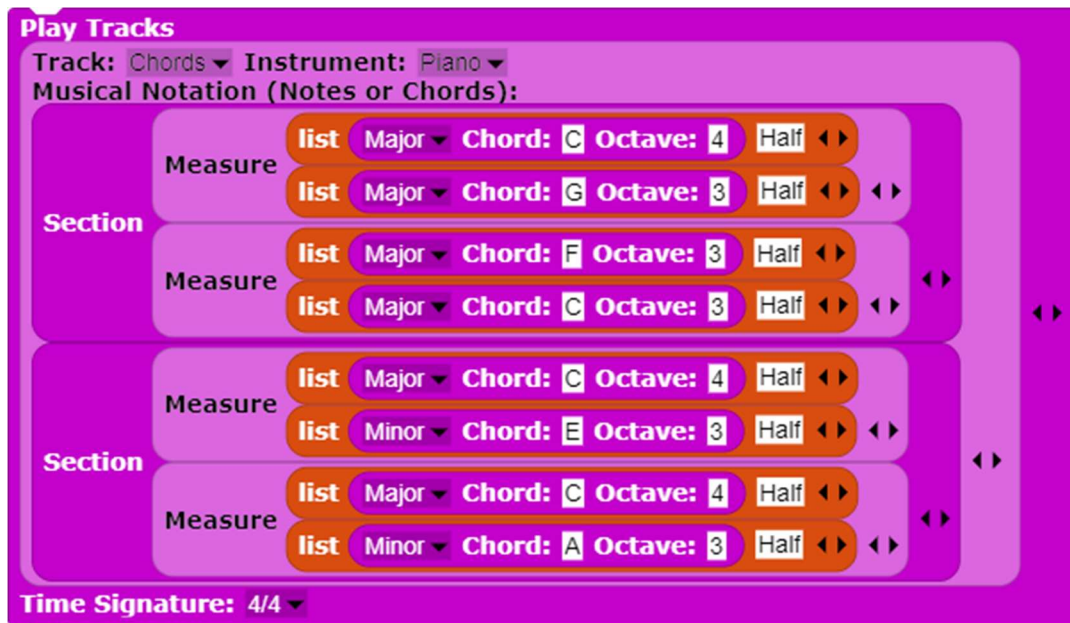 Play Tracks
Track: Chords Instrument: Piano
Musical Notation (Notes or Chords):
Section
Measure
list Major Chord: C Octave: 4 Half
list Major Chord: G Octave: 3 Half
Measure
list Major Chord: F Octave: 3 Half
list Major Chord: C Octave: 3 Half
Section
Measure
list Major Chord: C Octave: 4 Half
list Minor Chord: E Octave: 3 Half
Measure
list Major Chord: C Octave: 4 Half
list Minor Chord: A Octave: 3 Half
Time Signature: 4/4